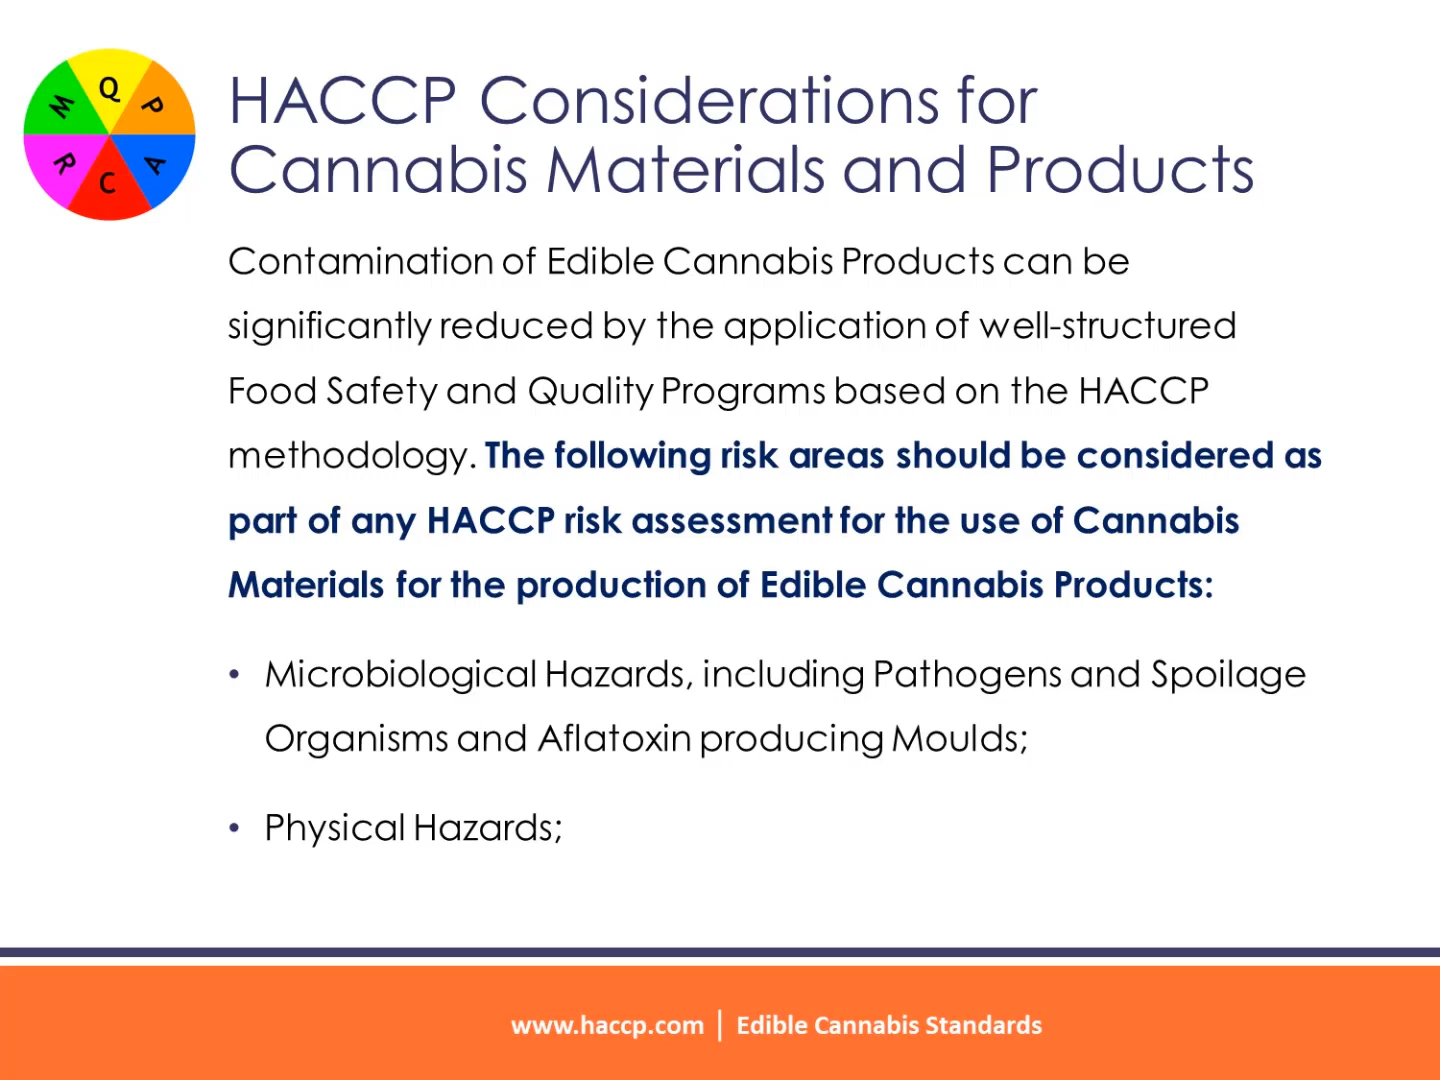 Q
P
A
C
R
M
HACCP Considerations for
Cannabis Materials and Products
Contamination of Edible Cannabis Products can be
significantly reduced by the application of well-structured
Food Safety and Quality Programs based on the HACCP
methodology. The following risk areas should be considered as
part of any HACCP risk assessment for the use of Cannabis
Materials for the production of Edible Cannabis Products:
• Microbiological Hazards, including Pathogens and Spoilage
Organisms and Aflatoxin producing Moulds;
• Physical Hazards;
www.haccp.com | Edible Cannabis Standards